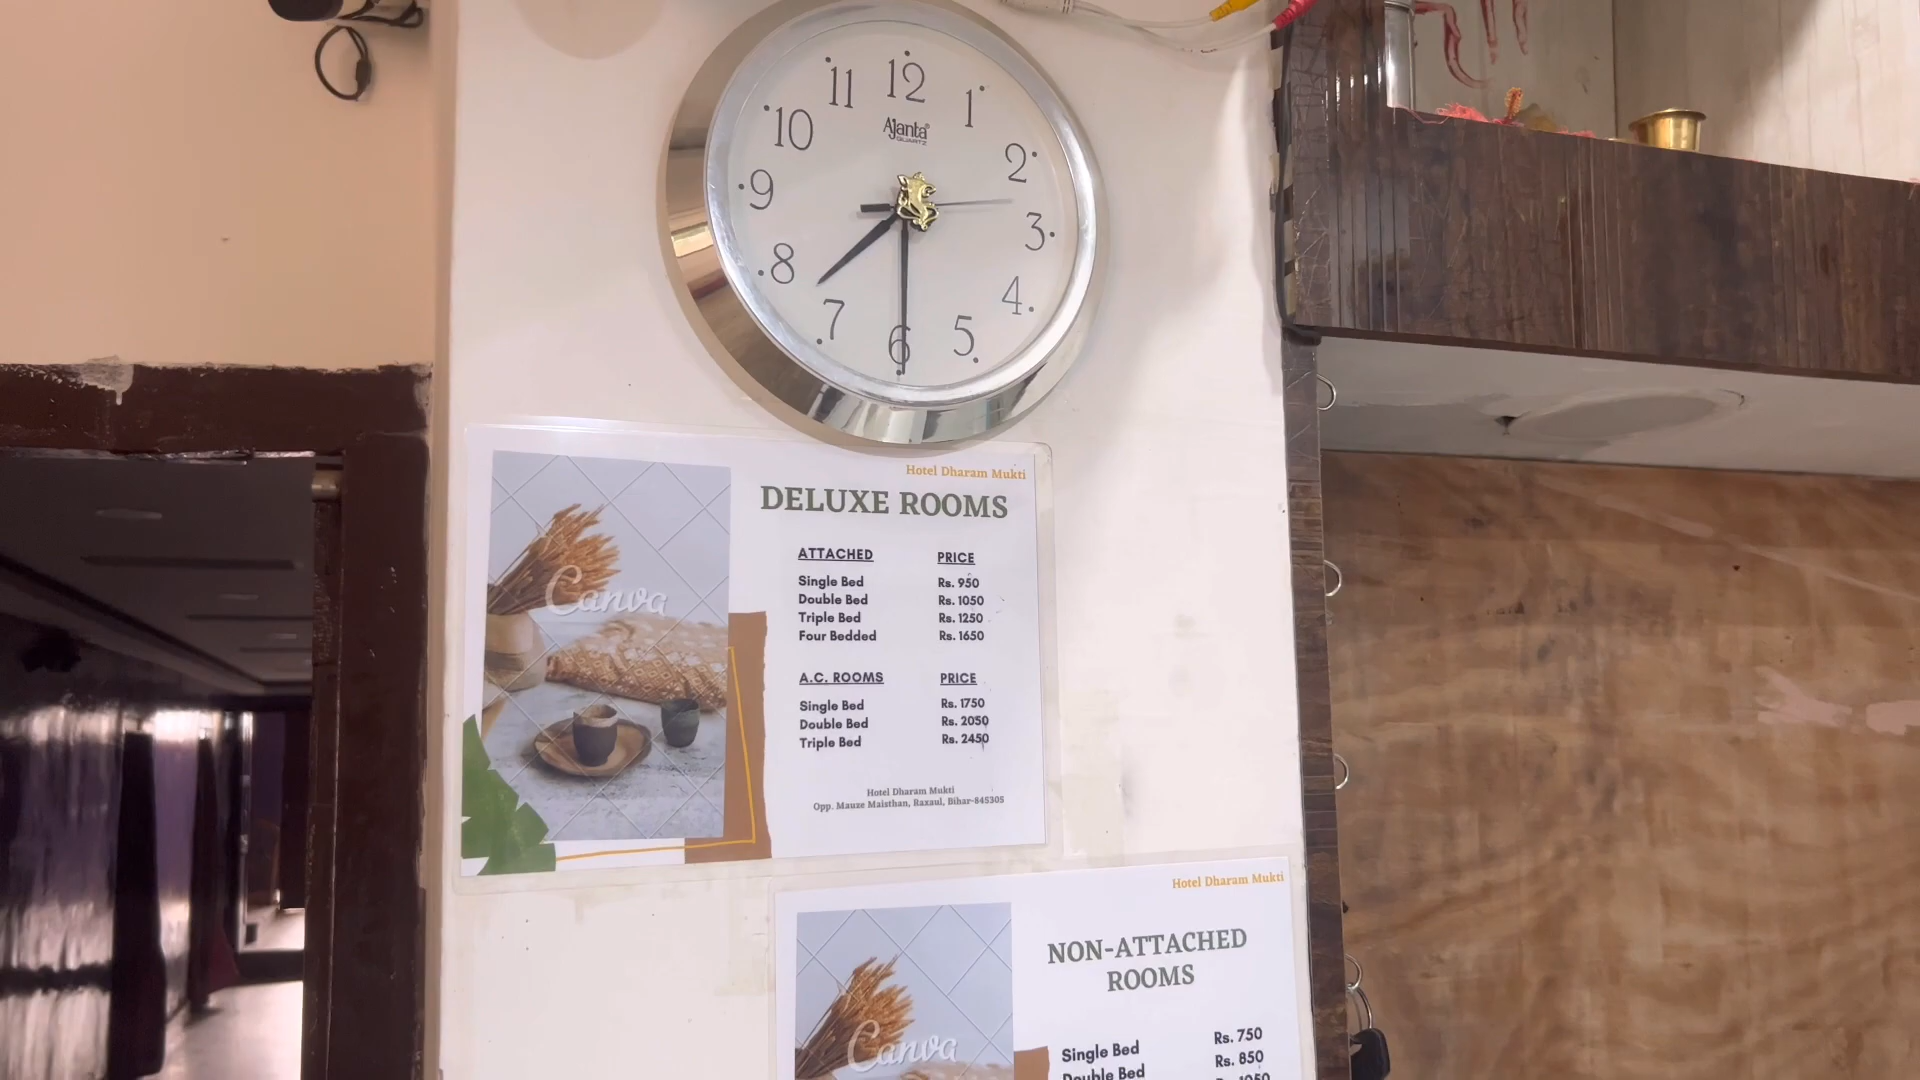 12
11
1
10
Ajanta
QUARTZ
2
9
3
8
4
7
5
6
Hotel Dharam Mukti
DELUXE ROOMS
ATTACHED PRICE
Single Bed Rs. 950
Double Bed Rs. 1050
Triple Bed Rs. 1250
Four Bedded Rs. 1650
A.C. ROOMS PRICE
Single Bed Rs. 1750
Double Bed Rs. 2050
Triple Bed Rs. 2450
Hotel Dharam Mukti
Opp. Mauze Maisthan, Raxaul, Bihar-845305
Canva
Hotel Dharam Mukti
NON-ATTACHED
ROOMS
Single Bed Rs. 750
Double Bed Rs. 850
Canva